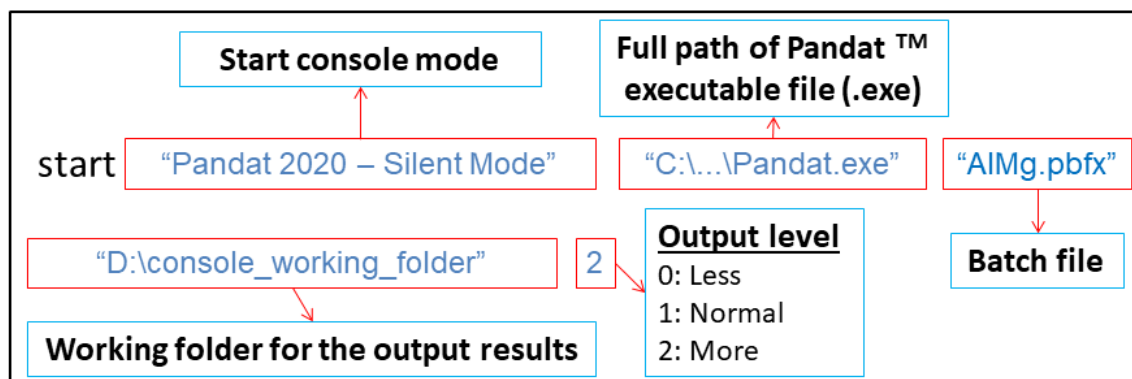 Start console mode
Full path of Pandat ™
executable file (.exe)
start “Pandat 2020 – Silent Mode” “C:\...\Pandat.exe” “AlMg.pbfx”
“D:\console_working_folder” 2
Output level
0: Less
1: Normal
2: More
Batch file
Working folder for the output results